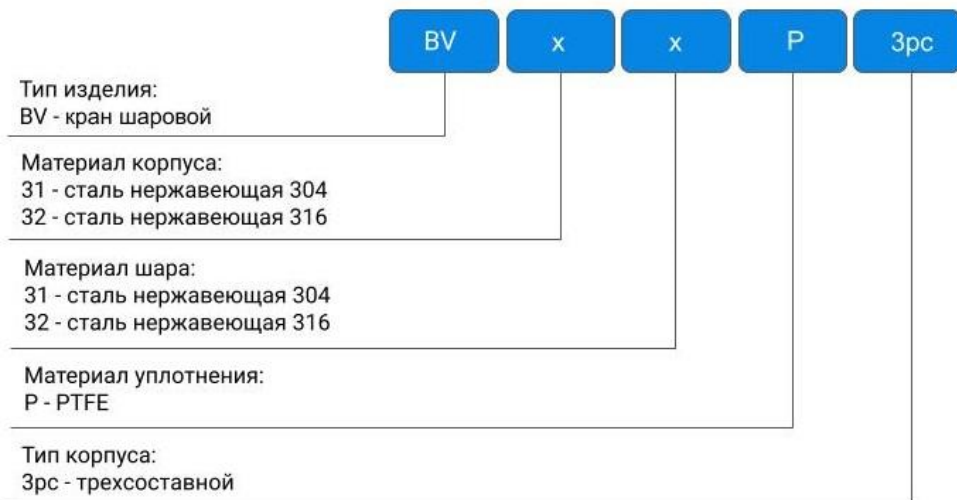 BV x x P 3pc
Тип изделия:
BV - кран шаровой
Материал корпуса:
31 - сталь нержавеющая 304
32 - сталь нержавеющая 316
Материал шара:
31 - сталь нержавеющая 304
32 - сталь нержавеющая 316
Материал уплотнения:
P - PTFE
Тип корпуса:
3pc - трехсоставной